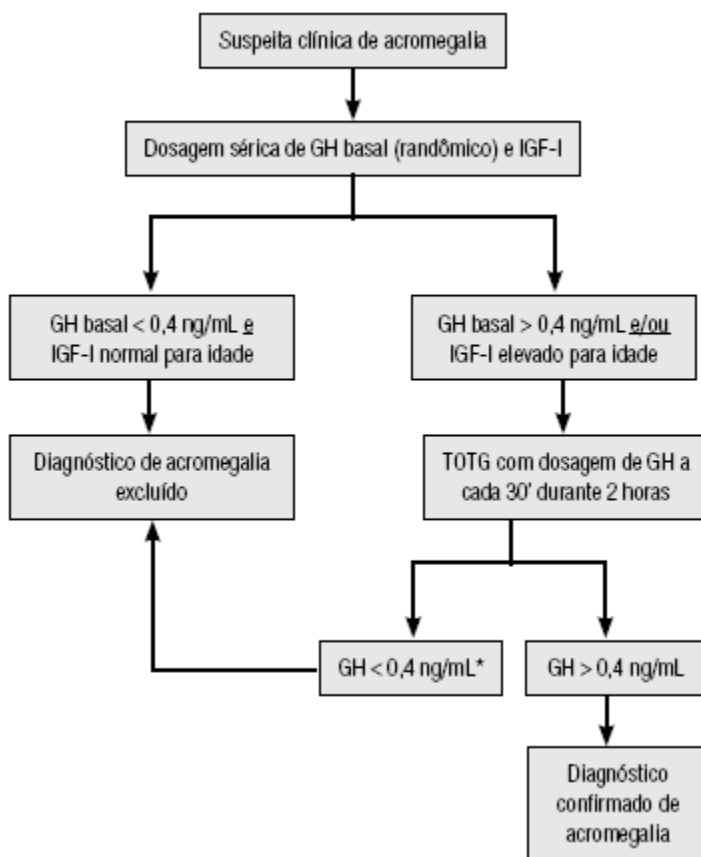 Suspeita clínica de acromegalia
Dosagem sérica de GH basal (randômico) e IGF-I
GH basal < 0,4 ng/mL e
IGF-I normal para idade
GH basal > 0,4 ng/mL e/ou
IGF-I elevado para idade
Diagnóstico de acromegalia
excluído
TOTG com dosagem de GH a
cada 30' durante 2 horas
GH < 0,4 ng/mL*
GH > 0,4 ng/mL
Diagnóstico
confirmado de
acromegalia